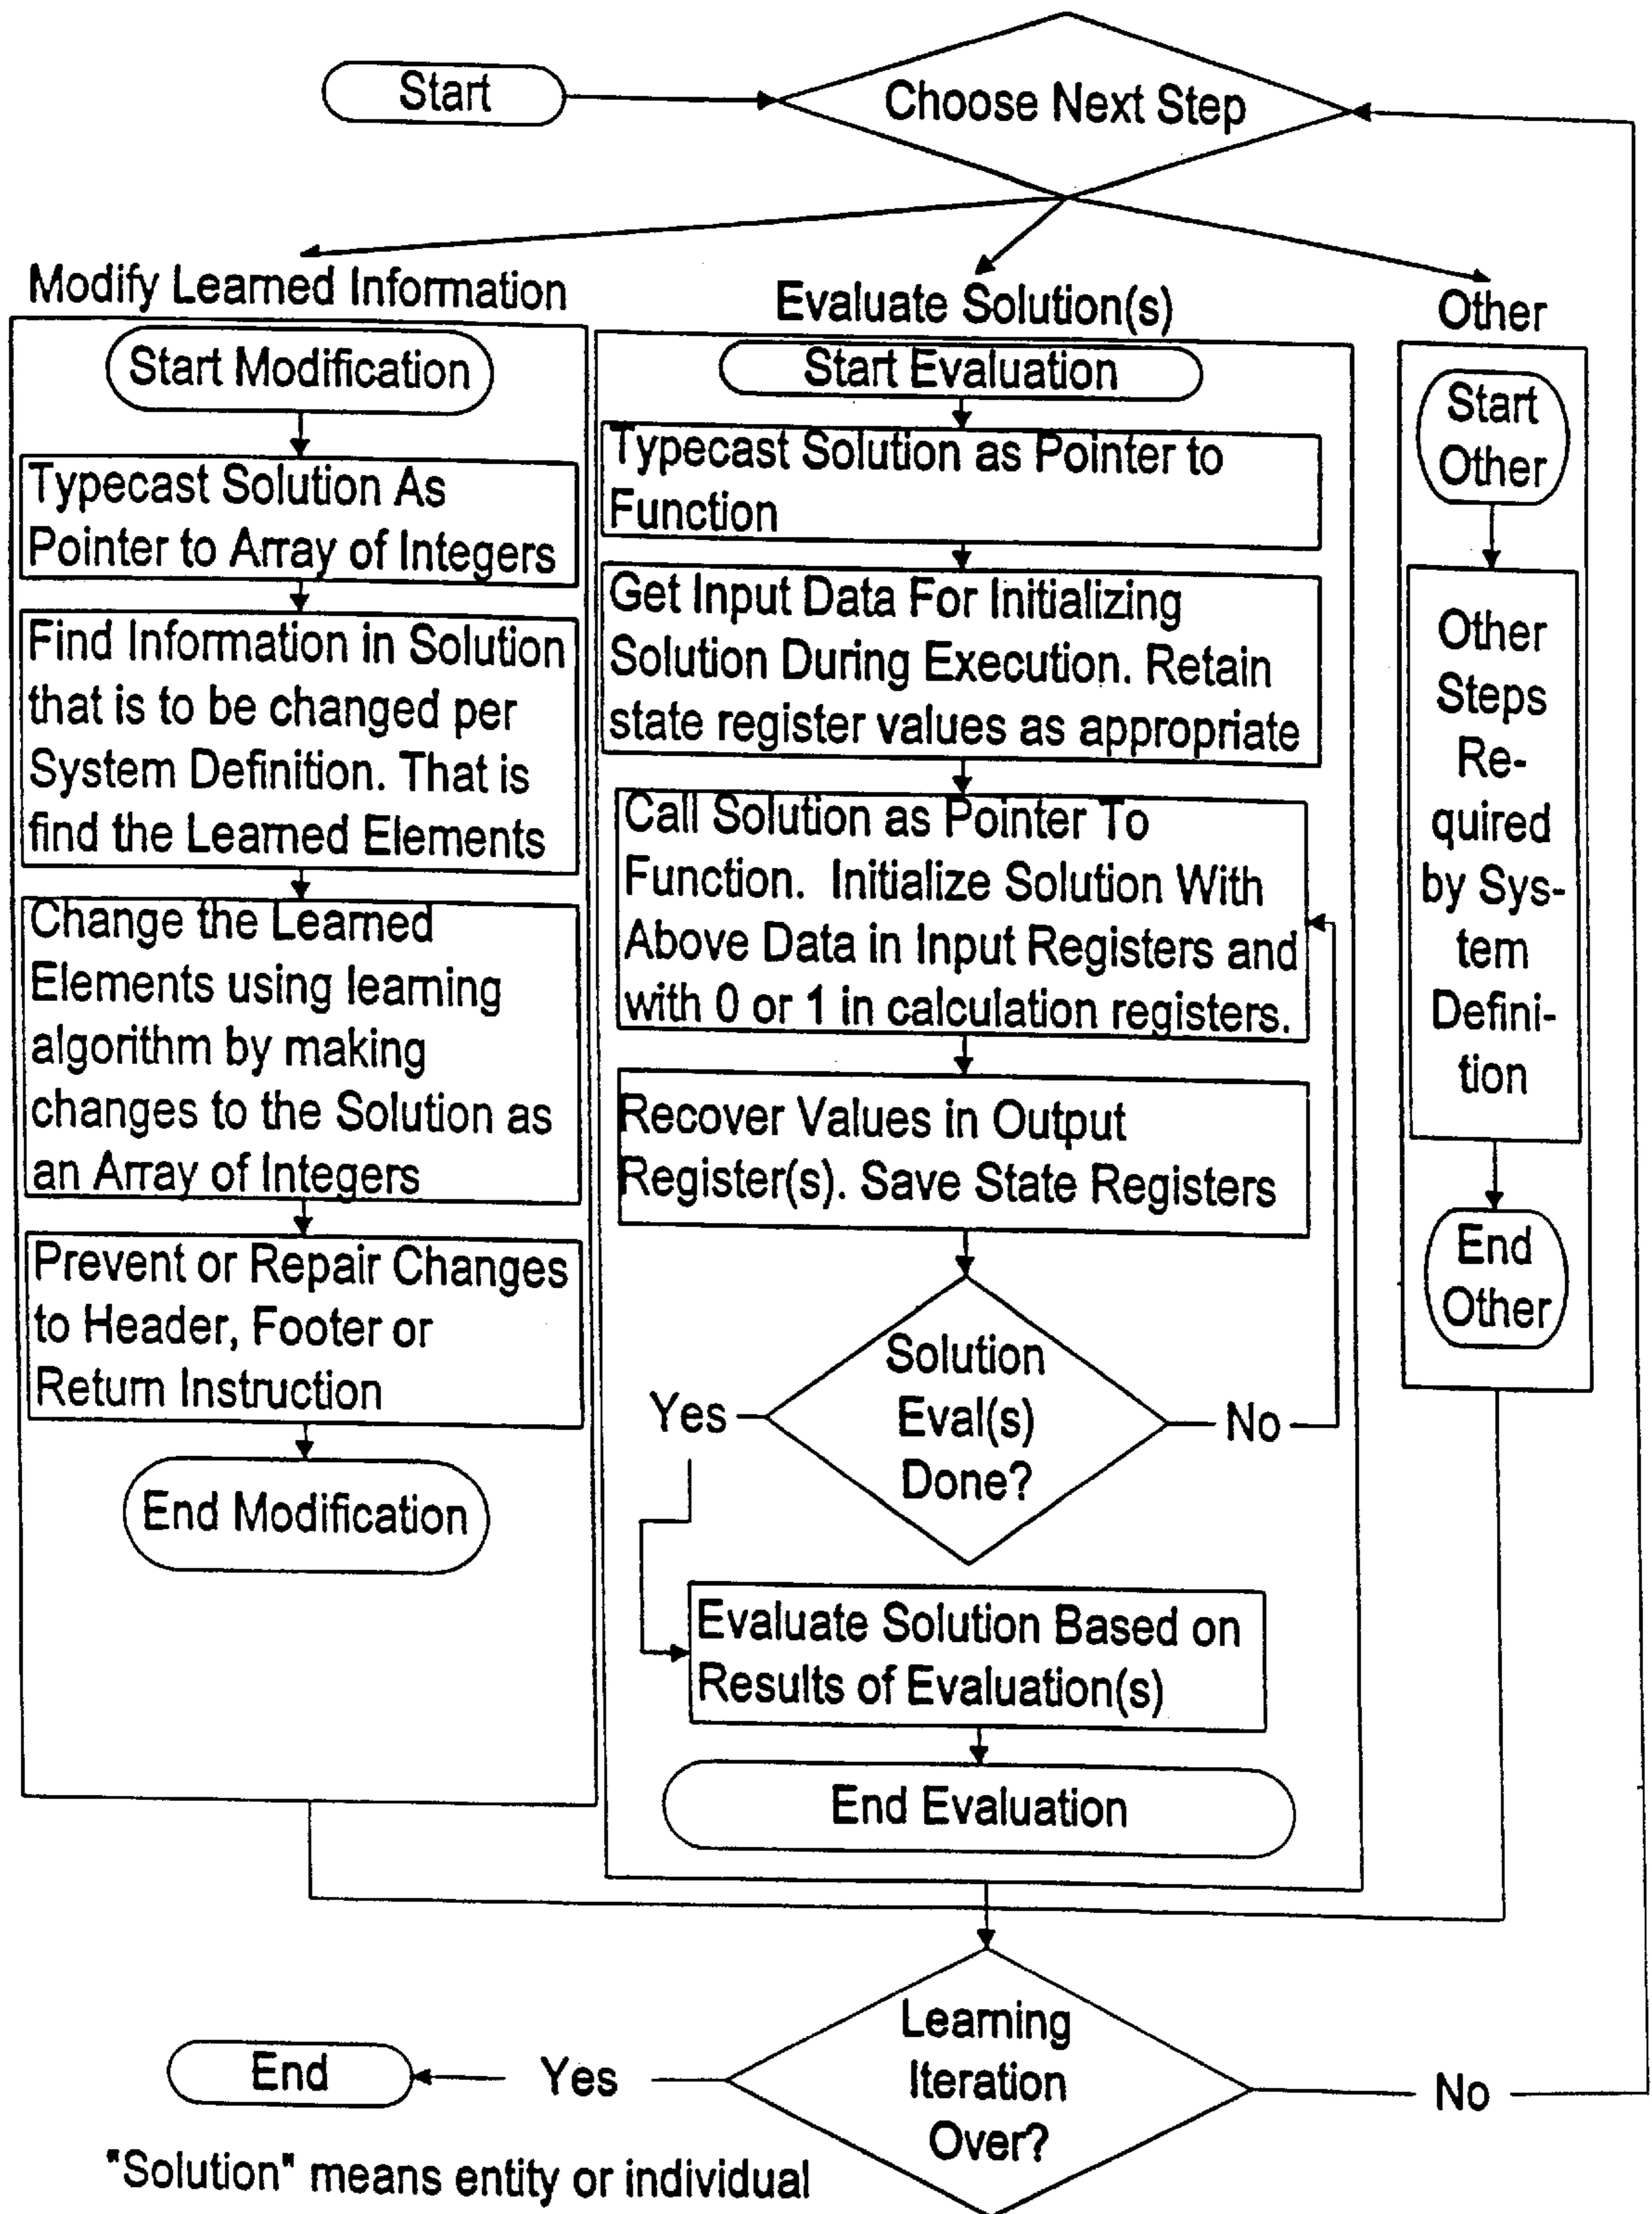 Start
Choose Next Step
Modify Learned Information
Start Modification
Typecast Solution As
Pointer to Array of Integers
Find Information in Solution
that is to be changed per
System Definition. That is
find the Learned Elements
Change the Learned
Elements using learning
algorithm by making
changes to the Solution as
an Array of Integers
Prevent or Repair Changes
to Header, Footer or
Return Instruction
End Modification
Evaluate Solution(s)
Start Evaluation
Typecast Solution as Pointer to
Function
Get Input Data For Initializing
Solution During Execution. Retain
state register values as appropriate
Call Solution as Pointer To
Function. Initialize Solution With
Above Data in Input Registers and
with 0 or 1 in calculation registers.
Recover Values in Output
Register(s). Save State Registers
Solution
Eval(s)
Done?
Yes
No
Evaluate Solution Based on
Results of Evaluation(s)
End Evaluation
Other
Start
Other
Other
Steps
Re-
quired
by Sys-
tem
Defini-
tion
End
Other
Learning
Iteration
Over?
Yes
No
End
"Solution" means entity or individual